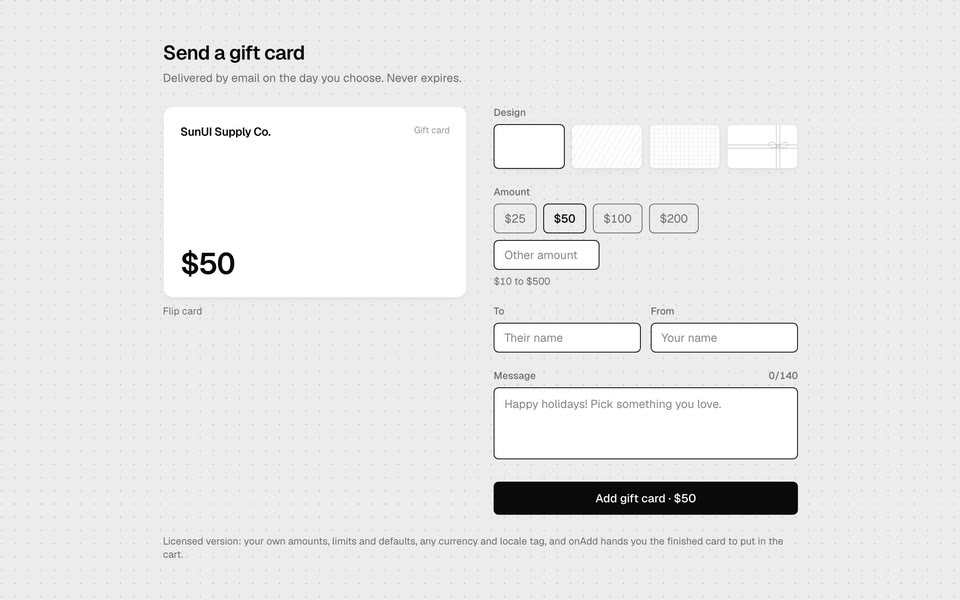 Send a gift card
Delivered by email on the day you choose. Never expires.
SunUI Supply Co.
Gift card
$50
Flip card
Design
Amount
$25
$50
$100
$200
Other amount
$10 to $500
To
From
Their name
Your name
Message
0/140
Happy holidays! Pick something you love.
Add gift card · $50
Licensed version: your own amounts, limits and defaults, any currency and locale tag, and onAdd hands you the finished card to put in the
cart.